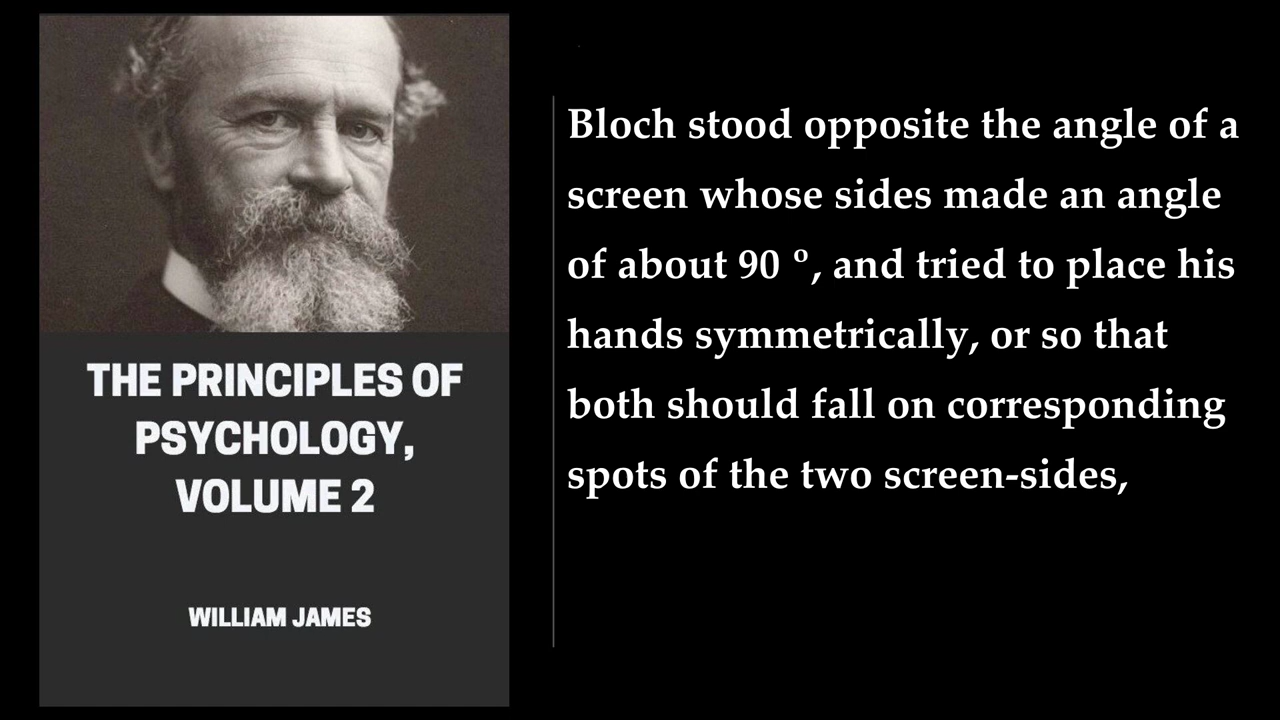 THE PRINCIPLES OF
PSYCHOLOGY,
VOLUME 2
WILLIAM JAMES
Bloch stood opposite the angle of a
screen whose sides made an angle
of about 90 º, and tried to place his
hands symmetrically, or so that
both should fall on corresponding
spots of the two screen-sides,